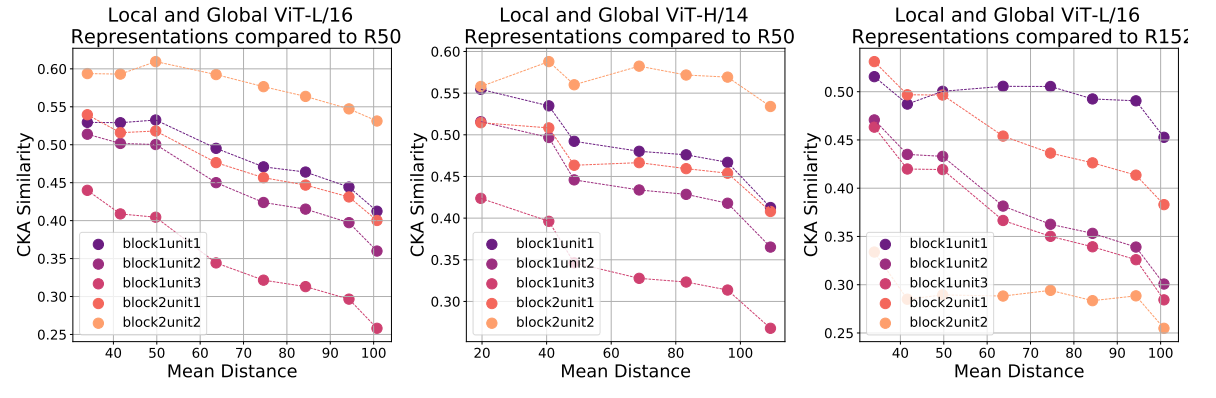 Local and Global ViT-L/16
Representations compared to R50
CKA Similarity
0.60
0.55
0.50
0.45
0.40
0.35
0.30
0.25
block1unit1
block1unit2
block1unit3
block2unit1
block2unit2
40 50 60 70 80 90 100
Mean Distance
Local and Global ViT-H/14
Representations compared to R50
CKA Similarity
0.60
0.55
0.50
0.45
0.40
0.35
0.30
block1unit1
block1unit2
block1unit3
block2unit1
block2unit2
20 40 60 80 100
Mean Distance
Local and Global ViT-L/16
Representations compared to R152
CKA Similarity
0.50
0.45
0.40
0.35
0.30
0.25
block1unit1
block1unit2
block1unit3
block2unit1
block2unit2
40 50 60 70 80 90 100
Mean Distance